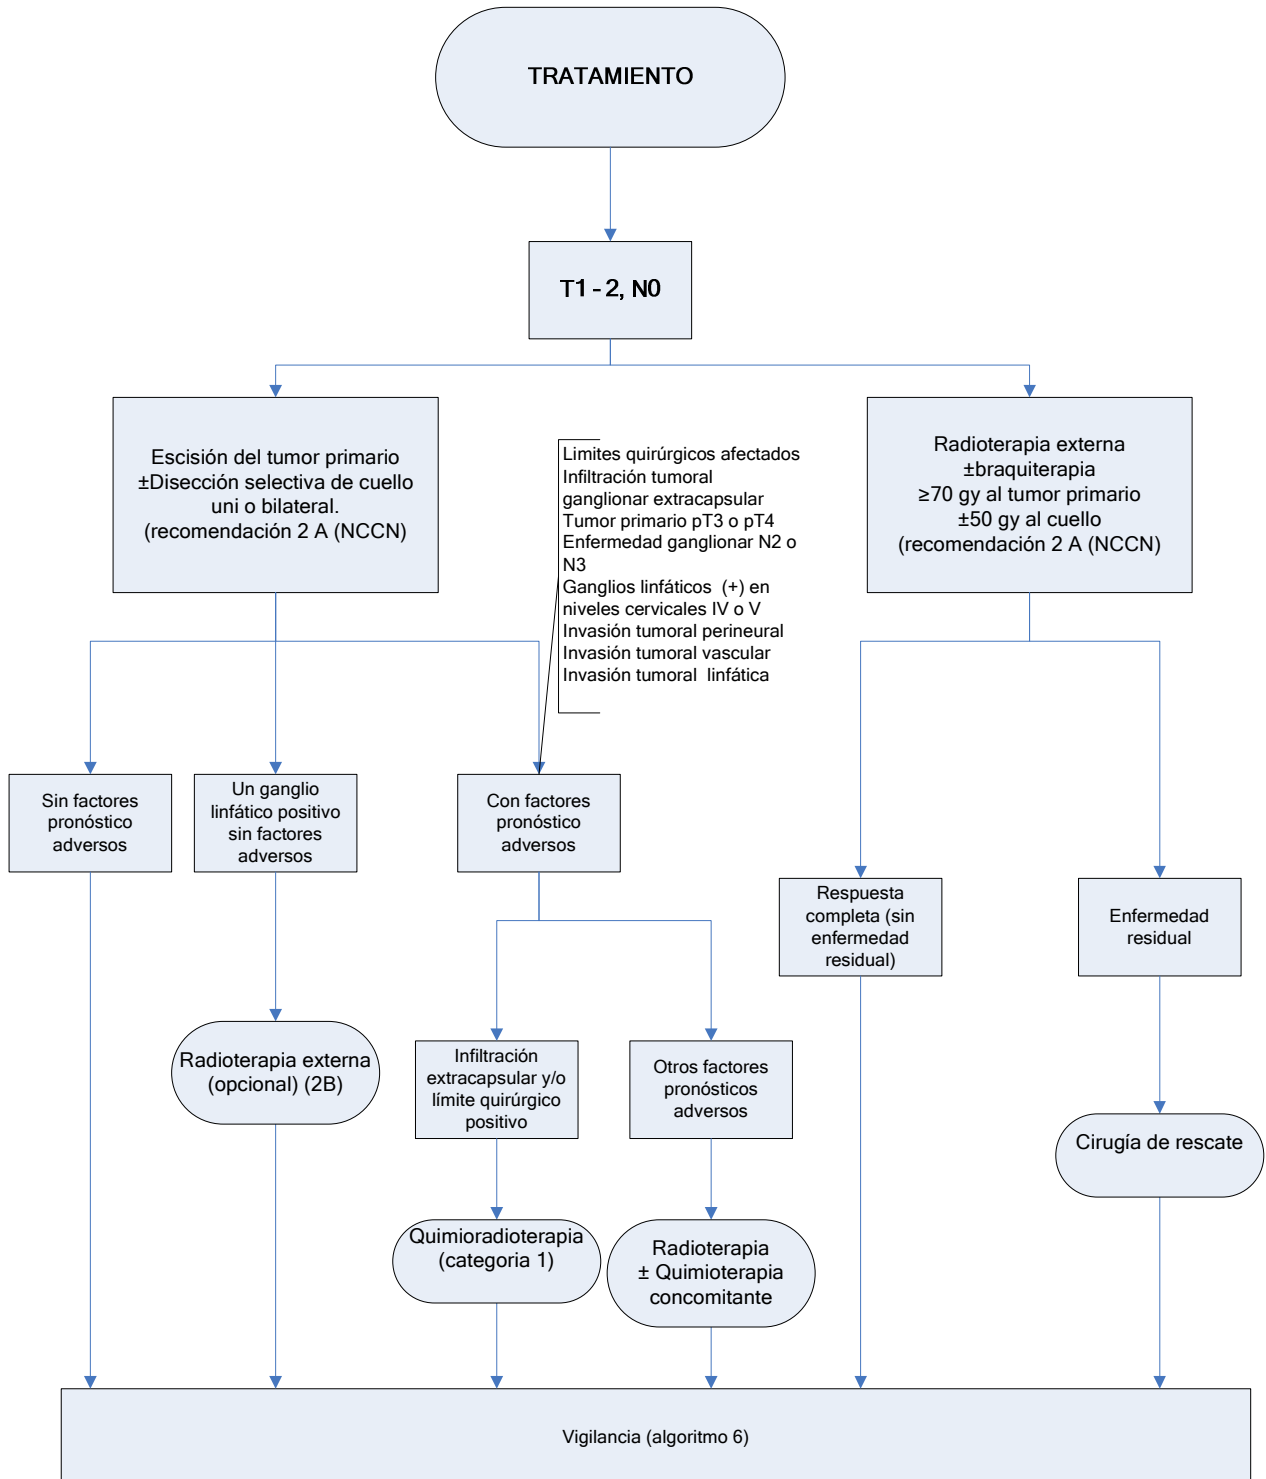 TRATAMIENTO
T1 - 2, N0
Escisión del tumor primario
±Disección selectiva de cuello
uni o bilateral.
(recomendación 2 A (NCCN)
Limites quirúrgicos afectados
Infiltración tumoral
ganglionar extracapsular
Tumor primario pT3 o pT4
Enfermedad ganglionar N2 o
N3
Ganglios linfáticos (+) en
niveles cervicales IV o V
Invasión tumoral perineural
Invasión tumoral vascular
Invasión tumoral linfática
Radioterapia externa
±braquiterapia
≥70 gy al tumor primario
±50 gy al cuello
(recomendación 2 A (NCCN)
Sin factores
pronóstico
adversos
Un ganglio
linfático positivo
sin factores
adversos
Con factores
pronóstico
adversos
Respuesta
completa (sin
enfermedad
residual)
Enfermedad
residual
Radioterapia externa
(opcional) (2B)
Infiltración
extracapsular y/o
límite quirúrgico
positivo
Otros factores
pronósticos
adversos
Cirugía de rescate
Quimioradioterapia
(categoria 1)
Radioterapia
± Quimioterapia
concomitante
Vigilancia (algoritmo 6)